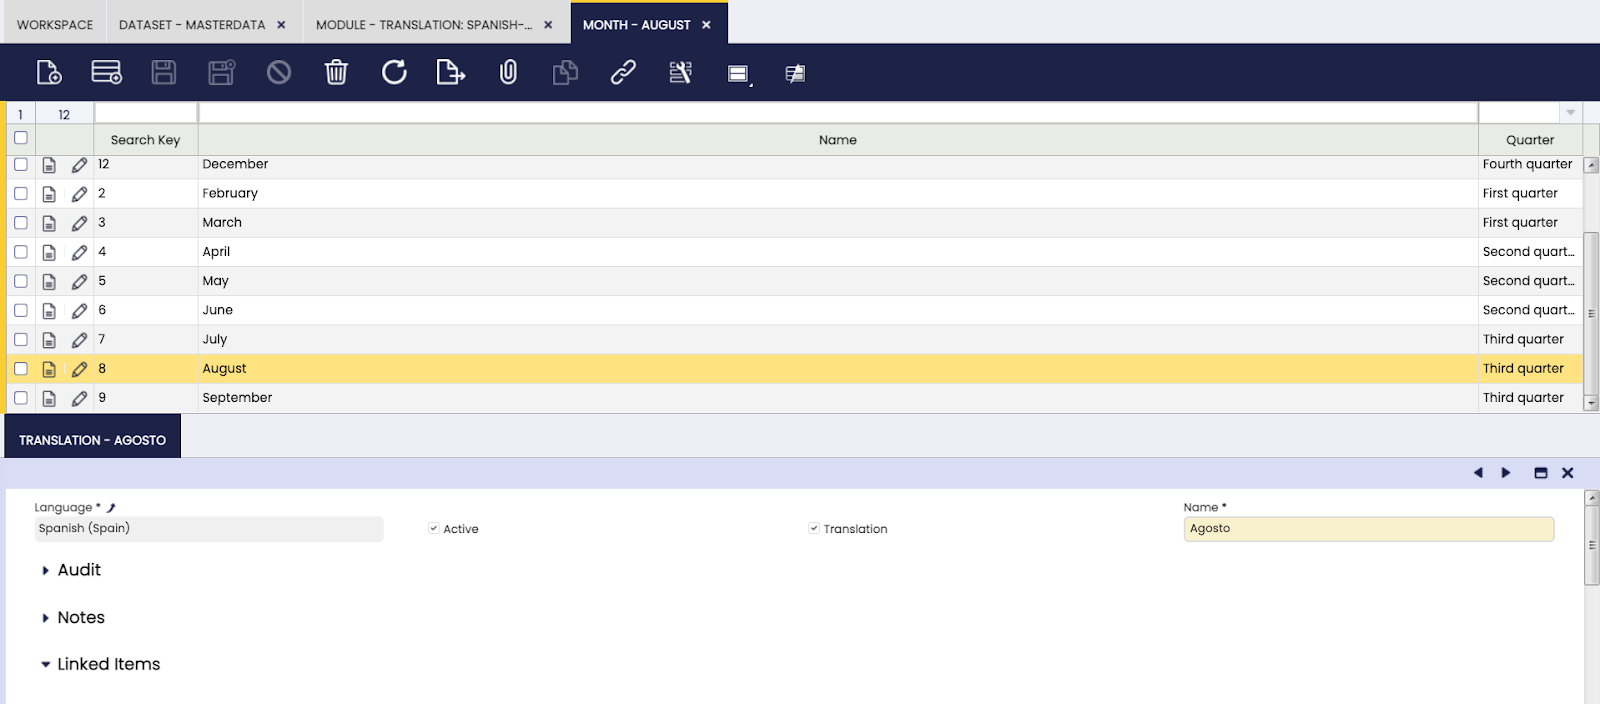 WORKSPACE DATASET - MASTERDATA MODULE - TRANSLATION: SPANISH-... MONTH - AUGUST
1 12
Search Key Name Quarter
12 December Fourth quarter
2 February First quarter
3 March First quarter
4 April Second quart...
5 May Second quart...
6 June Second quart...
7 July Third quarter
8 August Third quarter
9 September Third quarter
TRANSLATION - AGOSTO
Language * Name *
Spanish (Spain) Active Translation Agosto
Audit
Notes
Linked Items